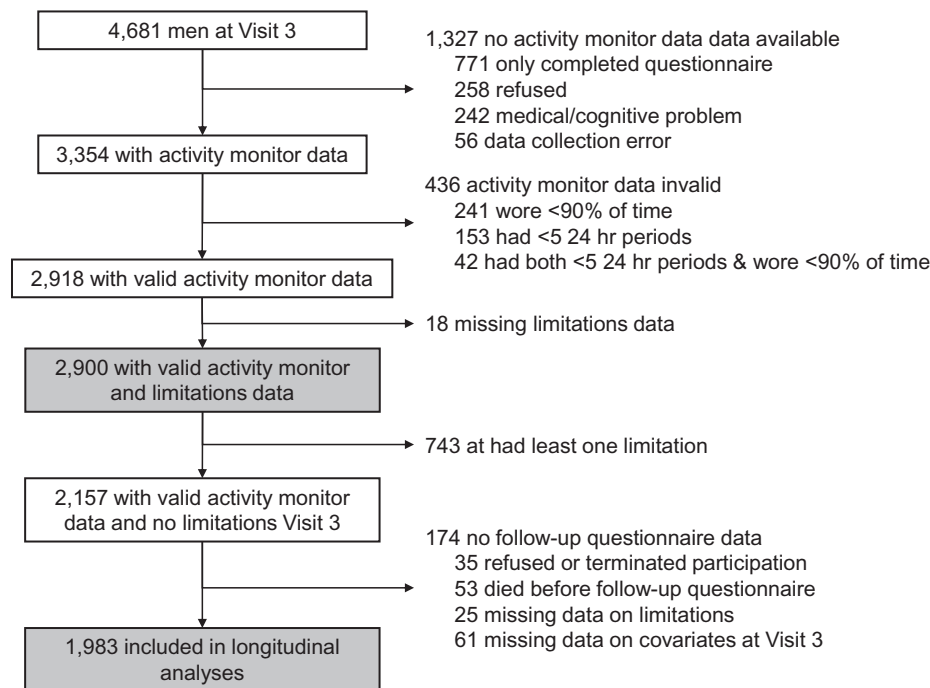 4,681 men at Visit 3
1,327 no activity monitor data data available
771 only completed questionnaire
258 refused
242 medical/cognitive problem
56 data collection error
3,354 with activity monitor data
436 activity monitor data invalid
241 wore <90% of time
153 had <5 24 hr periods
42 had both <5 24 hr periods & wore <90% of time
2,918 with valid activity monitor data
18 missing limitations data
2,900 with valid activity monitor
and limitations data
743 at had least one limitation
2,157 with valid activity monitor
data and no limitations Visit 3
174 no follow-up questionnaire data
35 refused or terminated participation
53 died before follow-up questionnaire
25 missing data on limitations
61 missing data on covariates at Visit 3
1,983 included in longitudinal
analyses